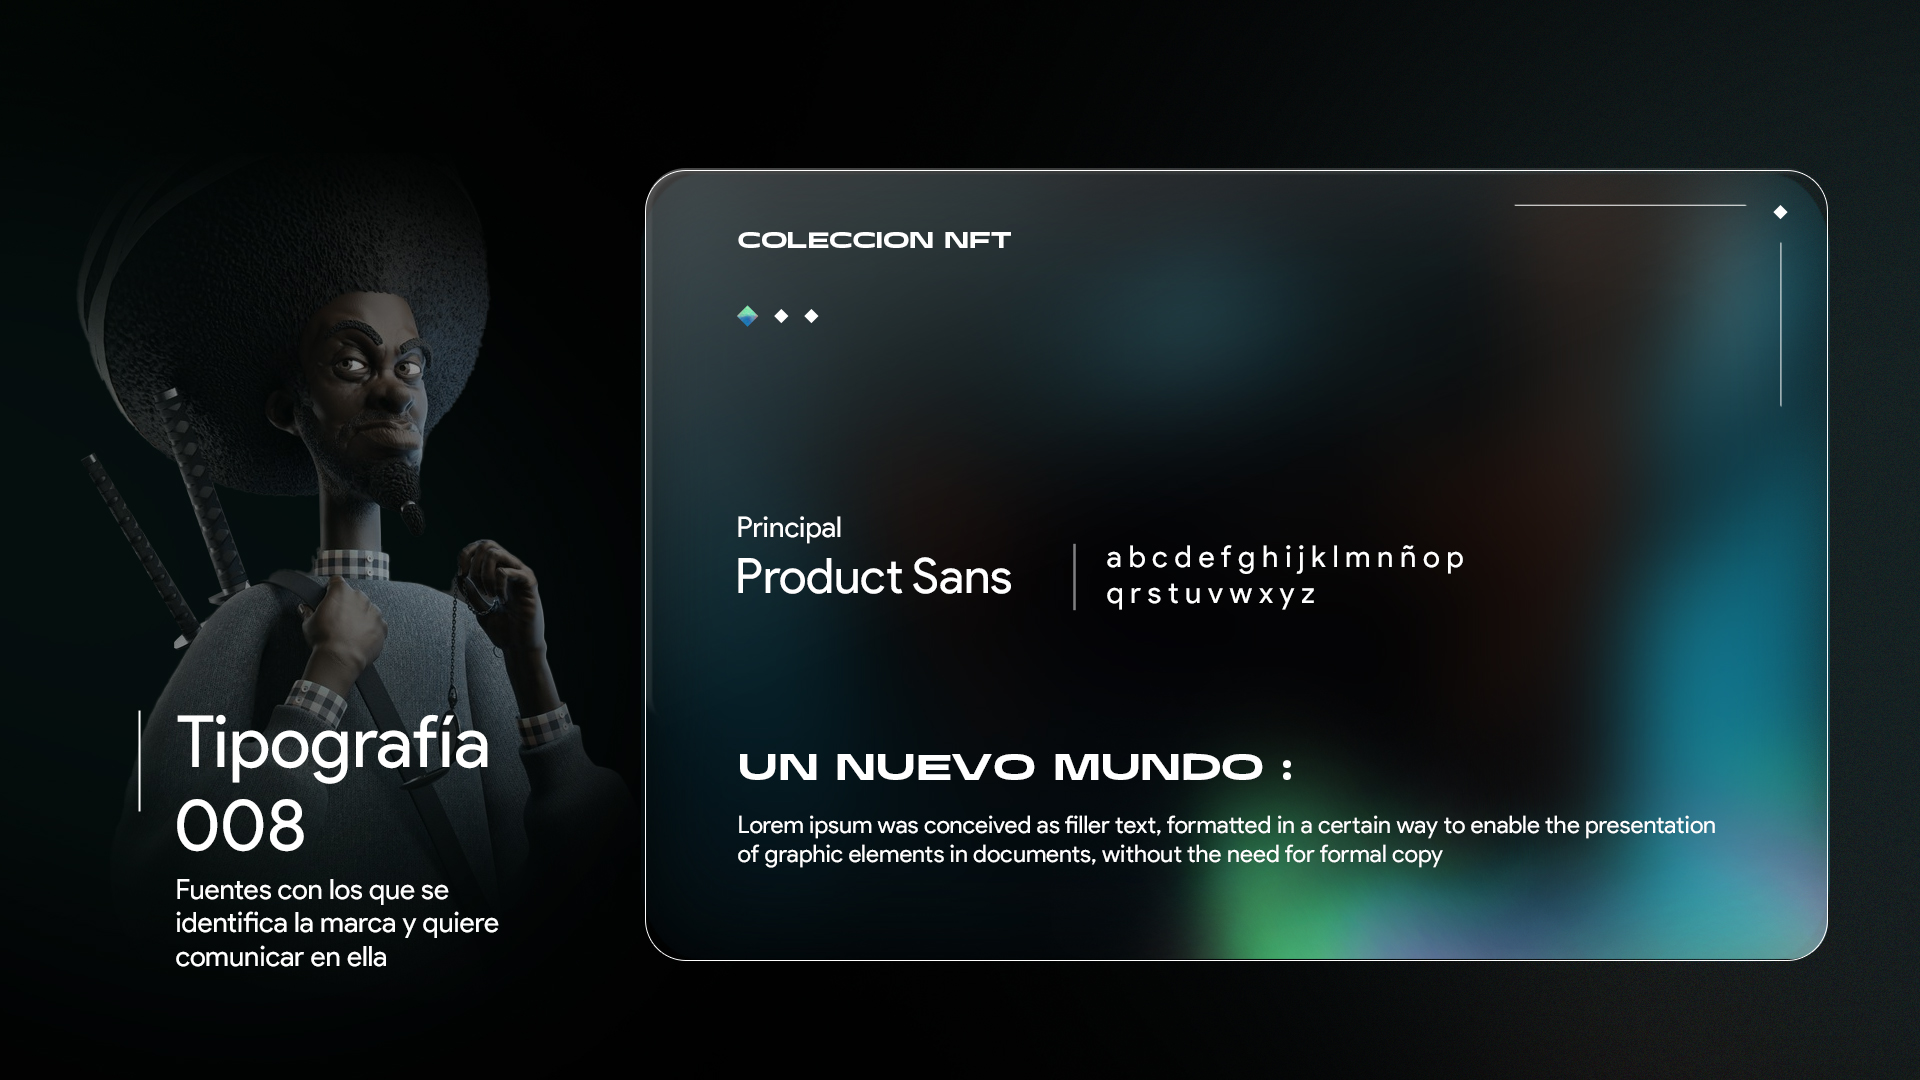 COLECCION NFT
Principal
Product Sans
a b c d e f g h i j k l m n ñ o p
q r s t u v w x y z
UN NUEVO MUNDO :
Lorem ipsum was conceived as filler text, formatted in a certain way to enable the presentation
of graphic elements in documents, without the need for formal copy
Tipografía
008
Fuentes con los que se
identifica la marca y quiere
comunicar en ella